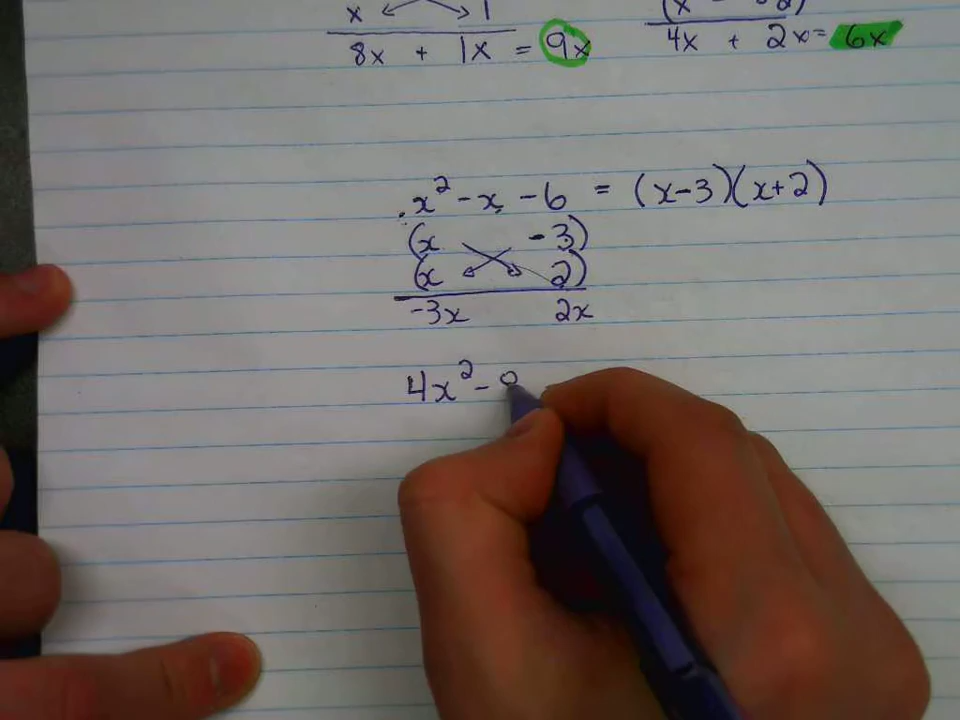 x 1
8x + 1x = 9x
4x + 2x = 6x
x² - x - 6 = (x-3)(x+2)
(x -3)
(x 2)
-3x 2x
4x² -